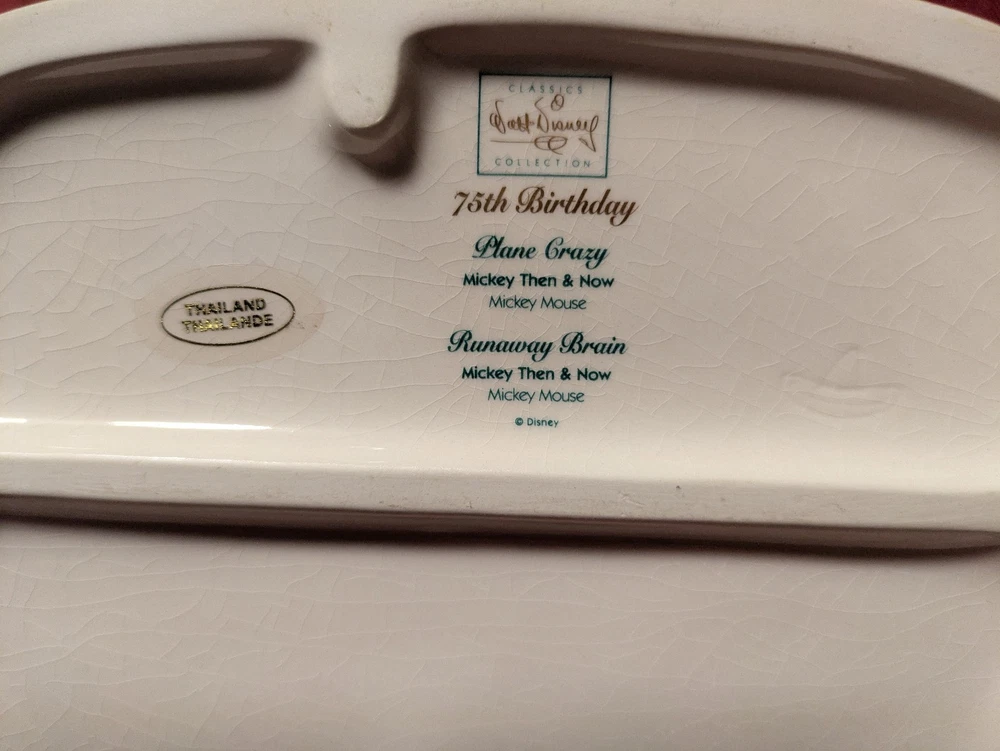 CLASSICS
Walt Disney
COLLECTION
75th Birthday
Plane Crazy
Mickey Then & Now
Mickey Mouse
Runaway Brain
Mickey Then & Now
Mickey Mouse
© Disney
THAILAND
THAILANDE